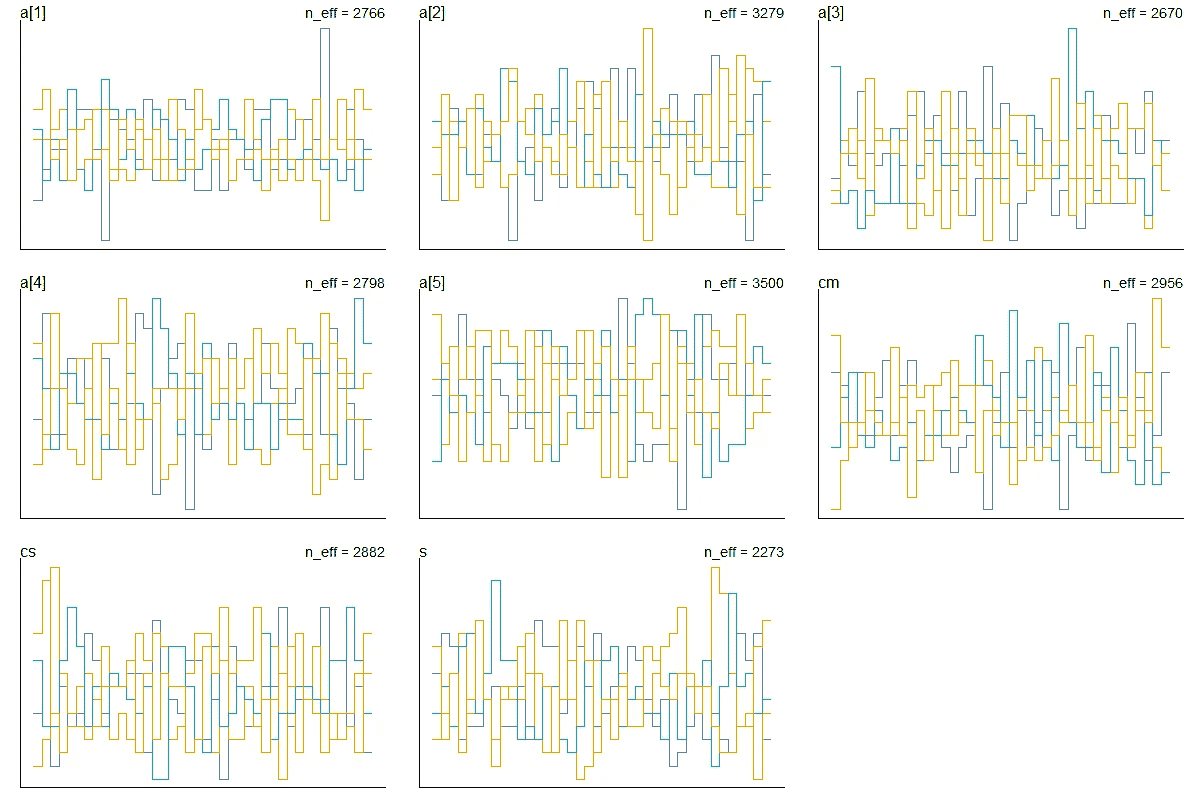 a[1] n_eff = 2766
a[2] n_eff = 3279
a[3] n_eff = 2670
a[4] n_eff = 2798
a[5] n_eff = 3500
cm n_eff = 2956
cs n_eff = 2882
s n_eff = 2273